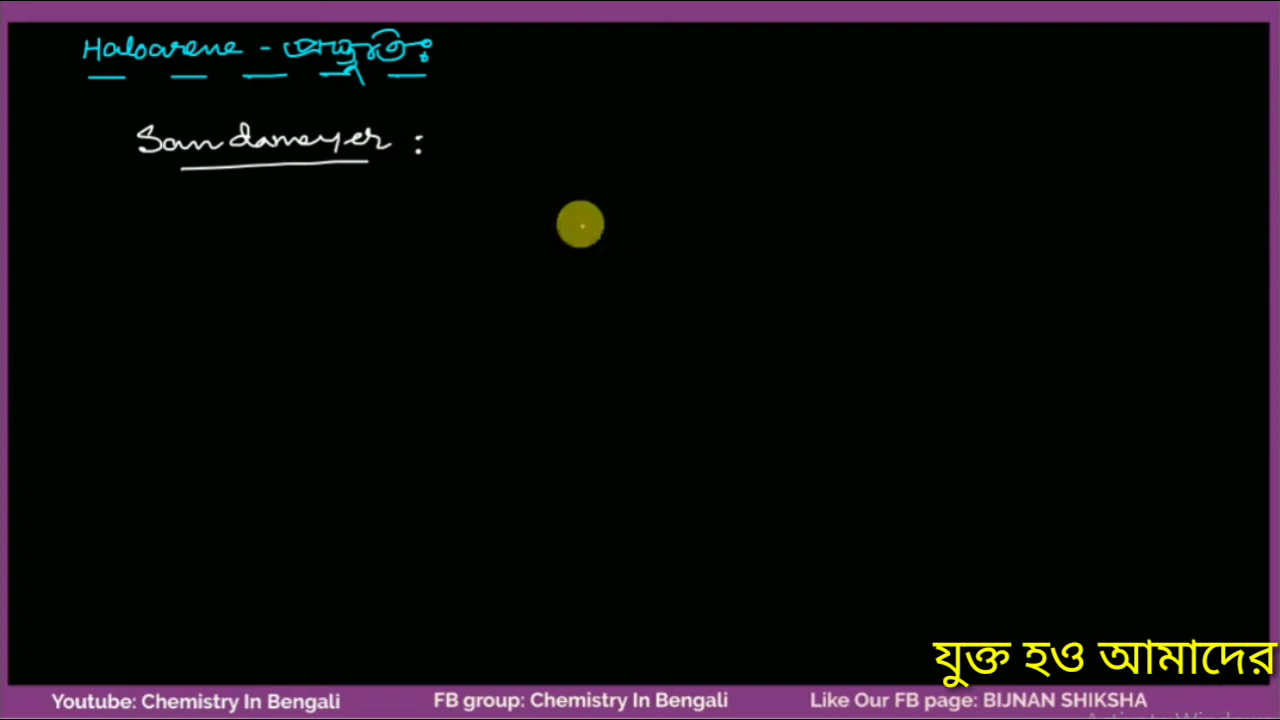 Haloarene - প্রস্তুতিঃ
Sandameyer :
যুক্ত হও আমাদের
Youtube: Chemistry In Bengali FB group: Chemistry In Bengali Like Our FB page: BIJNAN SHIKSHA